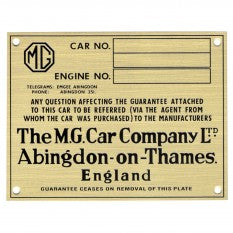 MG
CAR NO.
ENGINE NO.
TELEGRAMS: EMGEE ABINGDON
PHONE: ABINGDON 251.
ANY QUESTION AFFECTING THE GUARANTEE ATTACHED
TO THIS CAR TO BE REFERRED (VIA THE AGENT FROM
WHOM THE CAR WAS PURCHASED) TO THE MANUFACTURERS
The M.G. Car Company LTD
Abingdon-on-Thames.
England
GUARANTEE CEASES ON REMOVAL OF THIS PLATE